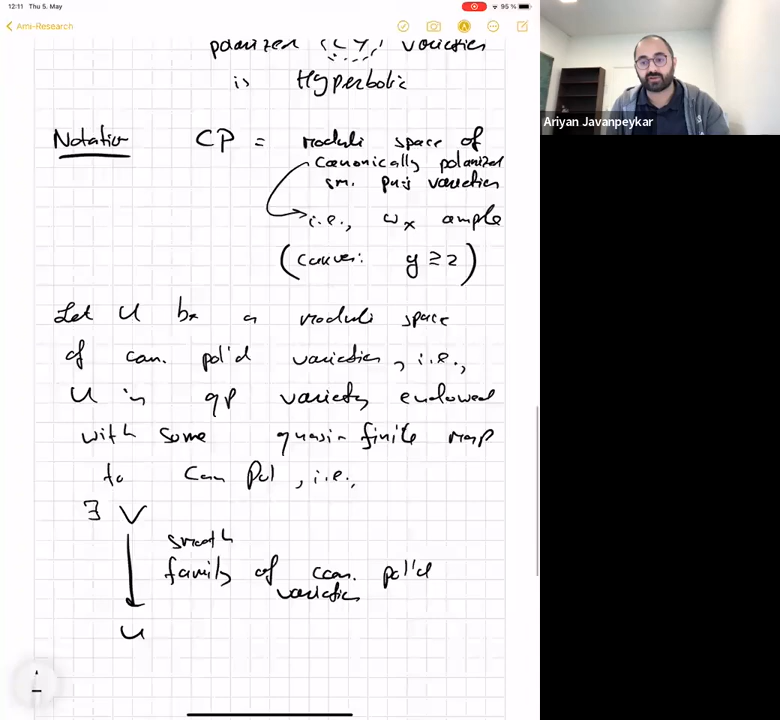 12:11 Thu 5. May
95 %
Ami-Research
polarized (CY) varieties
is Hyperbolic
Ariyan Javanpeykar
Notation CP = moduli space of
canonically polarized
sm. proj varieties
i.e., ω_X ample
(curves: g ≥ 2)
Let U be a moduli space
of can. pol'd varieties, i.e.,
U is qp variety endowed
with some quasi-finite map
to Can Pol, i.e.,
∃ V
smooth
family of can. pol'd
varieties
U